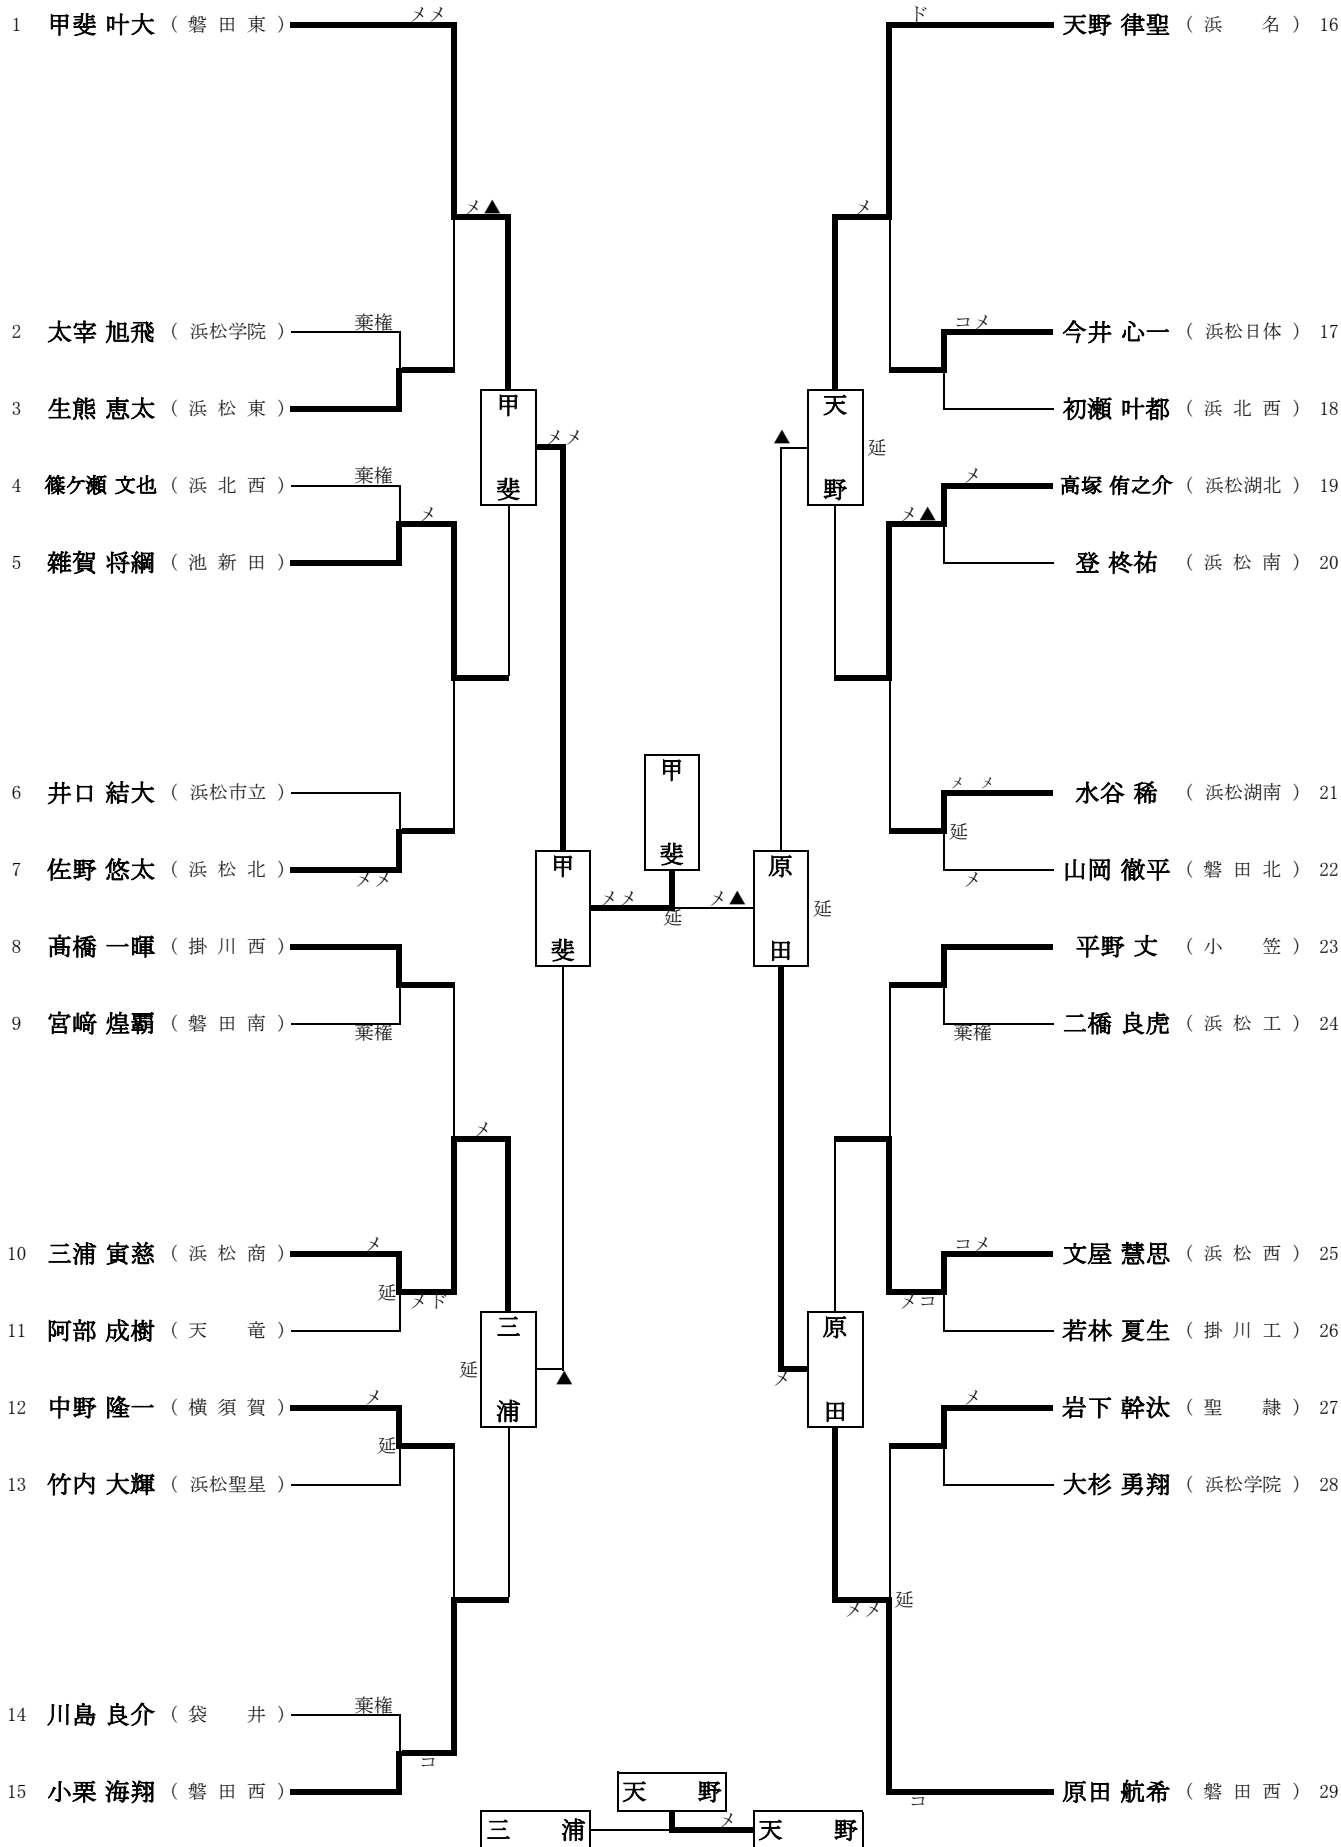 1 甲斐 叶大 （ 磐 田 東 ） メメ
ド 天野 律聖 （ 浜 名 ） 16
メ▲
メ
2 太宰 旭飛 （ 浜松学院 ） 棄権
コメ 今井 心一 （ 浜松日体 ） 17
3 生熊 恵太 （ 浜 松 東 ）
甲斐
天野
初瀬 叶都 （ 浜 北 西 ） 18
メメ
▲
延
4 篠ケ瀬 文也 （ 浜 北 西 ） 棄権
メ 高塚 侑之介 （ 浜松湖北 ） 19
メ
メ▲
5 雑賀 将綱 （ 池 新 田 ）
登 柊祐 （ 浜 松 南 ） 20
甲斐
6 井口 結大 （ 浜松市立 ）
メ メ 水谷 稀 （ 浜松湖南 ） 21
延
7 佐野 悠太 （ 浜 松 北 ） メメ
メ 山岡 徹平 （ 磐 田 北 ） 22
甲斐
メメ
延
メ▲
原田
延
8 髙橋 一暉 （ 掛 川 西 ）
平野 丈 （ 小 笠 ） 23
9 宮﨑 煌覇 （ 磐 田 南 ） 棄権
棄権 二橋 良虎 （ 浜 松 工 ） 24
メ
10 三浦 寅慈 （ 浜 松 商 ） メ
コメ 文屋 慧思 （ 浜 松 西 ） 25
延 メド
メコ
11 阿部 成樹 （ 天 竜 ）
若林 夏生 （ 掛 川 工 ） 26
三浦
延
▲
メ
原田
12 中野 隆一 （ 横 須 賀 ） メ
メ 岩下 幹汰 （ 聖 隷 ） 27
延
13 竹内 大輝 （ 浜松聖星 ）
大杉 勇翔 （ 浜松学院 ） 28
メメ 延
14 川島 良介 （ 袋 井 ） 棄権
コ
15 小栗 海翔 （ 磐 田 西 ）
コ 原田 航希 （ 磐 田 西 ） 29
天 野
三 浦 メ 天 野